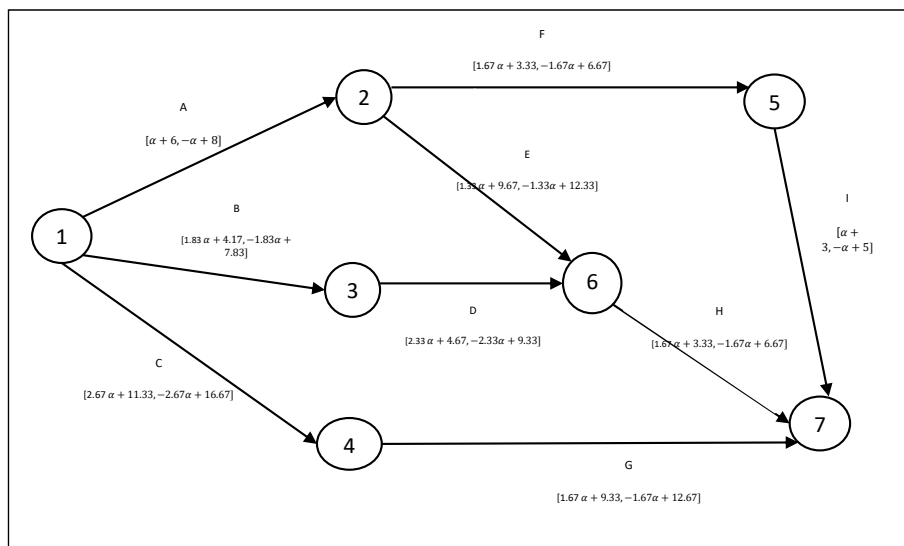 F
[1.67 𝛼 + 3.33, −1.67𝛼 + 6.67]
2
5
A
[𝛼 + 6, −𝛼 + 8]
E
[1.33 𝛼 + 9.67, −1.33𝛼 + 12.33]
I
[𝛼 +
3, −𝛼 + 5]
B
[1.83 𝛼 + 4.17, −1.83𝛼 +
7.83]
1
3
6
D
[2.33 𝛼 + 4.67, −2.33𝛼 + 9.33]
H
[1.67 𝛼 + 3.33, −1.67𝛼 + 6.67]
C
[2.67 𝛼 + 11.33, −2.67𝛼 + 16.67]
4
7
G
[1.67 𝛼 + 9.33, −1.67𝛼 + 12.67]